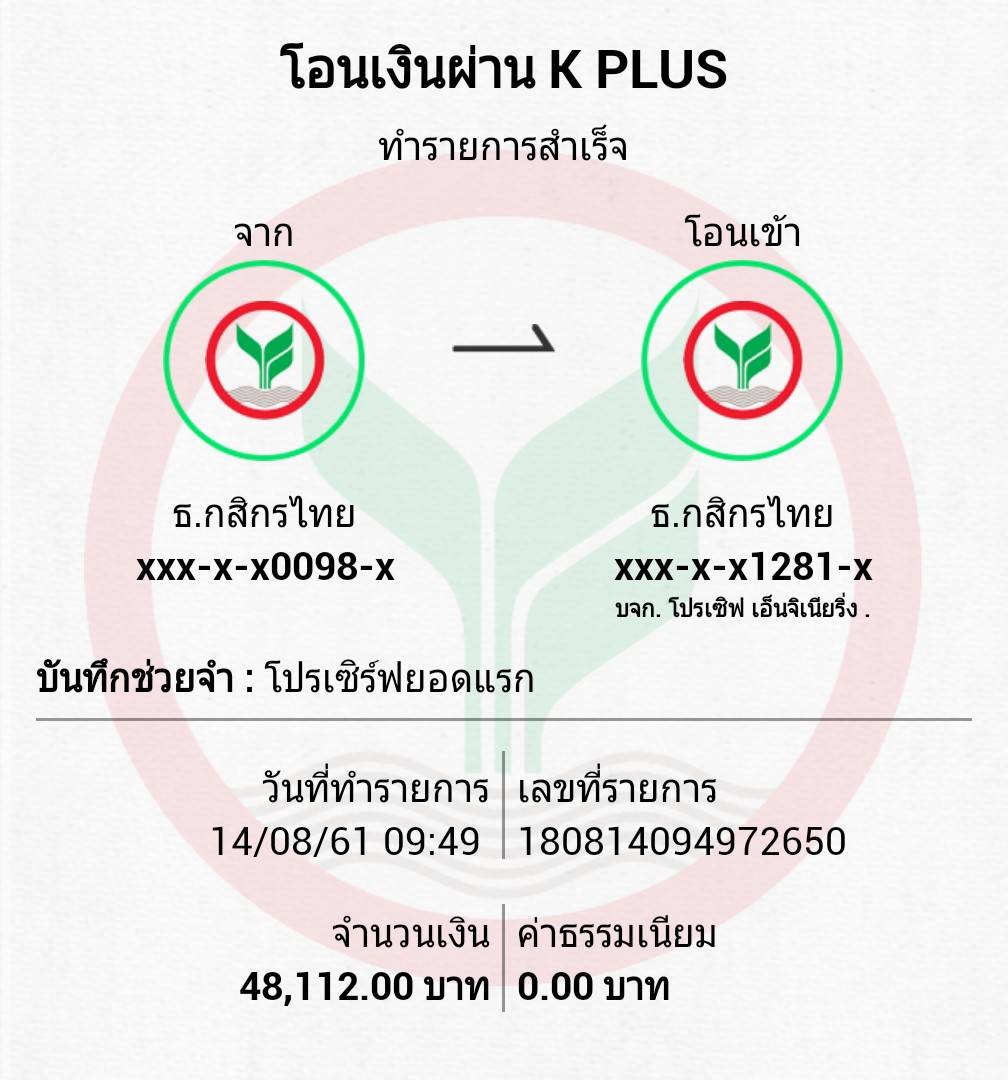 โอนเงินผ่าน K PLUS
ทำรายการสำเร็จ
จาก
โอนเข้า
ธ.กสิกรไทย
xxx-x-x0098-x
ธ.กสิกรไทย
xxx-x-x1281-x
บจก. โปรเซิฟ เอ็นจิเนียริ่ง .
บันทึกช่วยจำ : โปรเซิร์ฟยอดแรก
วันที่ทำรายการ
14/08/61 09:49
เลขที่รายการ
180814094972650
จำนวนเงิน
48,112.00 บาท
ค่าธรรมเนียม
0.00 บาท